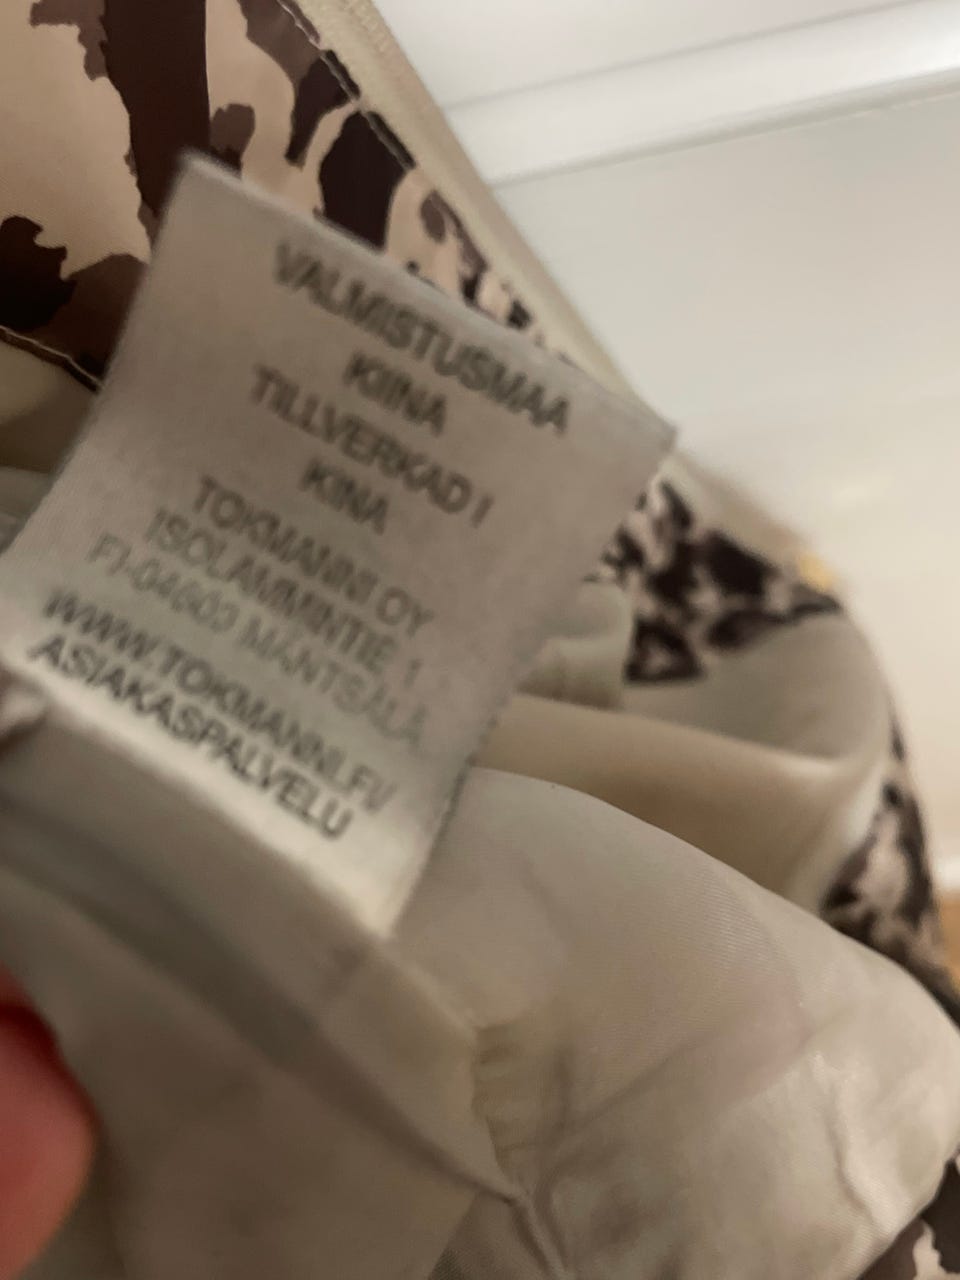 VALMISTUSMAA
KIINA
TILLVERKAD I
KINA
TOKMANNI OY
ISOLAMMINTIE 1
FI-04600 MÄNTSÄLÄ
WWW.TOKMANNI.FI/
ASIAKASPALVELU